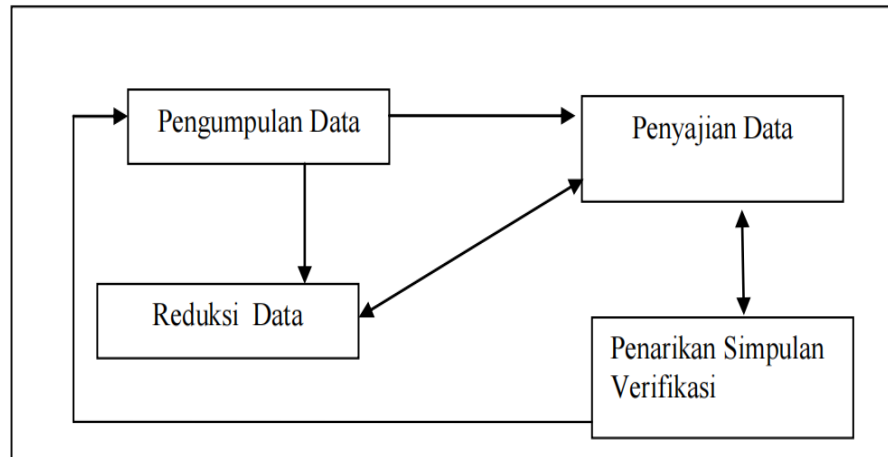 Pengumpulan Data
Penyajian Data
Reduksi Data
Penarikan Simpulan
Verifikasi